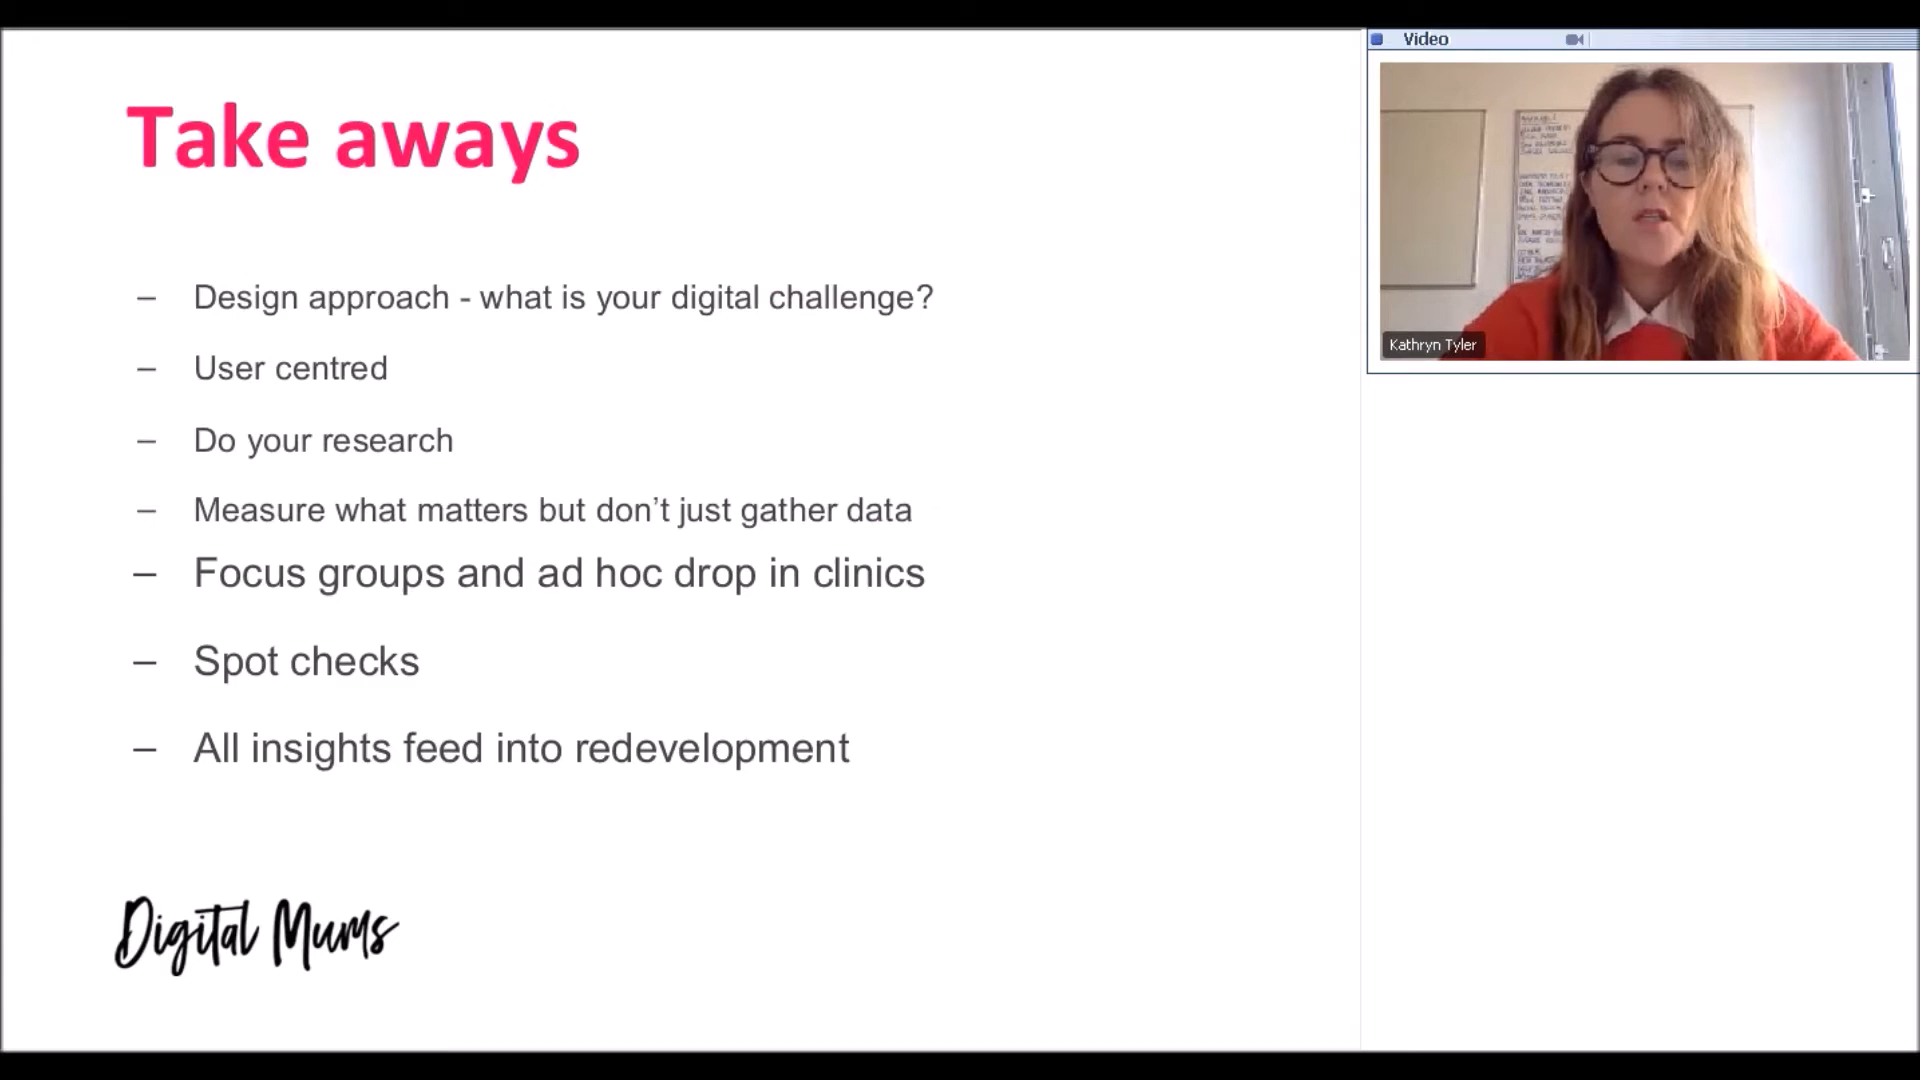 Take aways
– Design approach - what is your digital challenge?
– User centred
– Do your research
– Measure what matters but don’t just gather data
– Focus groups and ad hoc drop in clinics
– Spot checks
– All insights feed into redevelopment
Digital Mums
Video
Kathryn Tyler